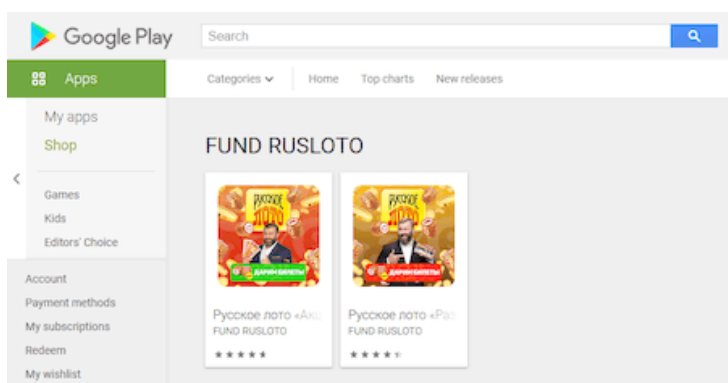 Google Play
Search
Apps
Categories
Home
Top charts
New releases
My apps
Shop
Games
Kids
Editors' Choice
Account
Payment methods
My subscriptions
Redeem
My wishlist
FUND RUSLOTO
РУССКОЕ ЛОТО
ДАРИМ БИЛЕТЫ
Русское лото
FUND RUSLOTO
РУССКОЕ ЛОТО
ДАРИМ БИЛЕТЫ
Русское лото
FUND RUSLOTO